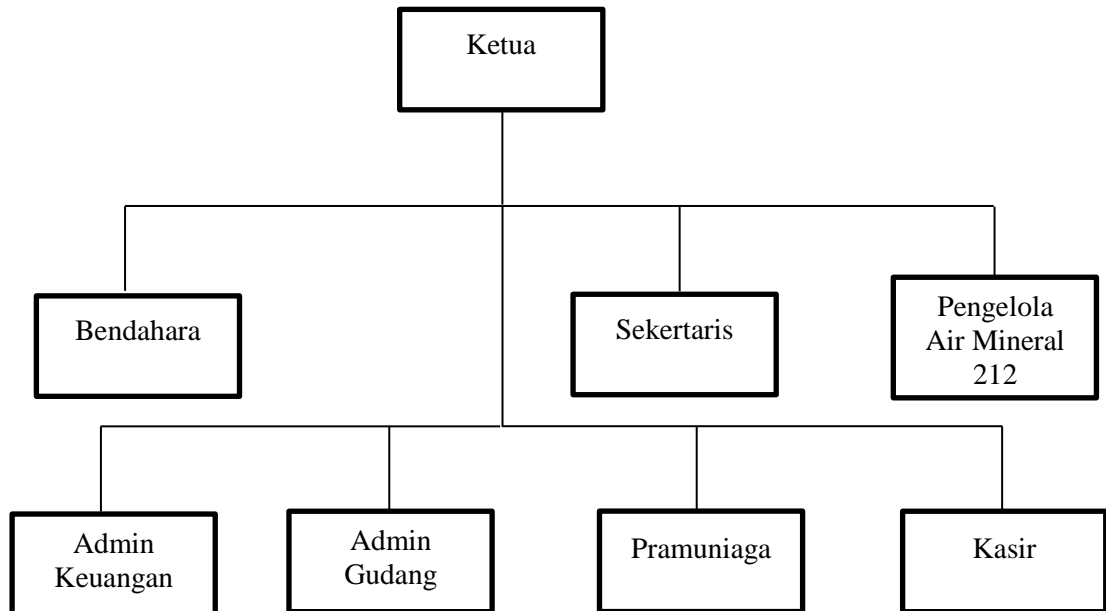 Ketua
Bendahara
Sekertaris
Pengelola
Air Mineral
212
Admin
Keuangan
Admin
Gudang
Pramuniaga
Kasir